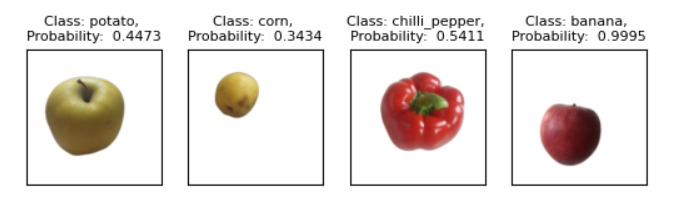 Class: potato,
Probability:  0.4473
Class: corn,
Probability:  0.3434
Class: chilli_pepper,
Probability:  0.5411
Class: banana,
Probability:  0.9995